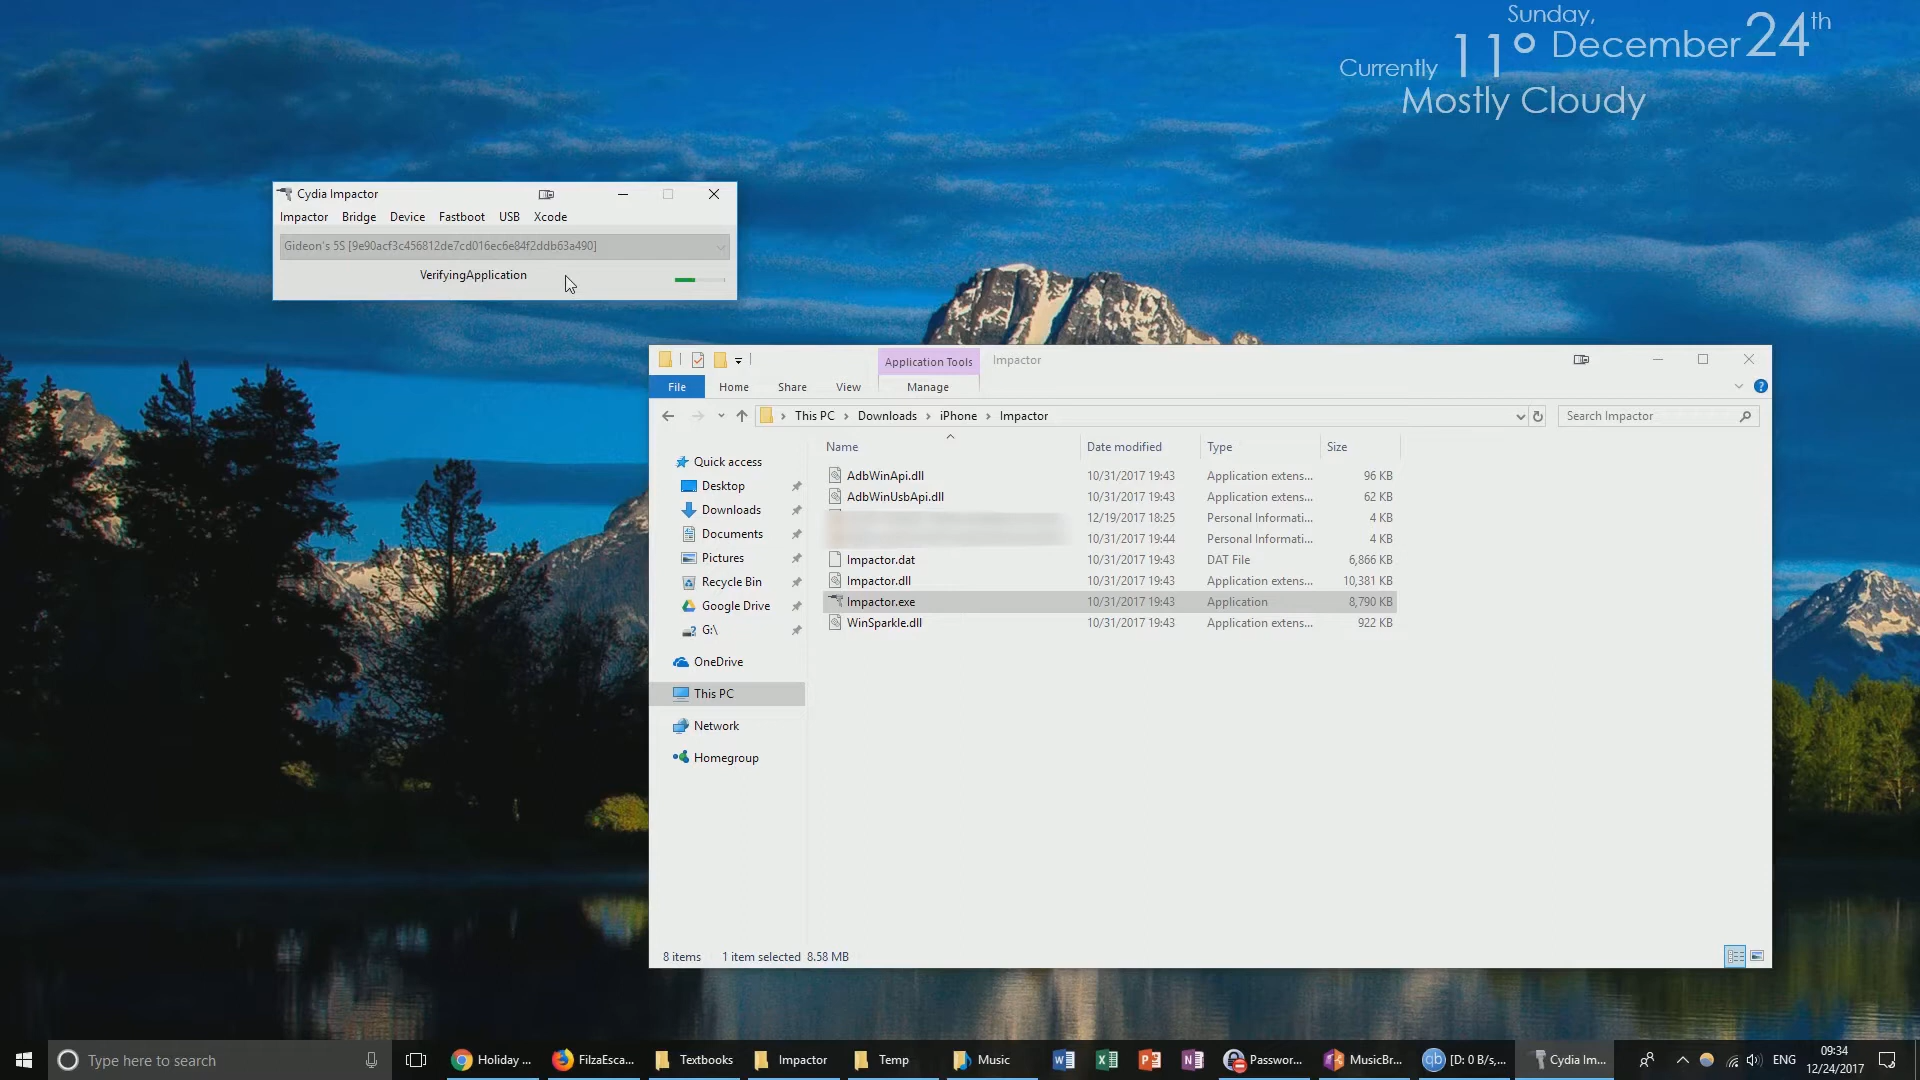 Sunday,
Currently 11° December 24th
Mostly Cloudy
Cydia Impactor
Impactor Bridge Device Fastboot USB Xcode
Gideon's 5S [9e90acf3c456812de7cd016ec6e84f2ddb63a490]
VerifyingApplication
Application Tools Impactor
File Home Share View Manage
This PC Downloads iPhone Impactor
Search Impactor
Name Date modified Type Size
Quick access
Desktop
Downloads
Documents
Pictures
Recycle Bin
Google Drive
G:\
OneDrive
This PC
Network
Homegroup
AdbWinApi.dll 10/31/2017 19:43 Application extens... 96 KB
AdbWinUsbApi.dll 10/31/2017 19:43 Application extens... 62 KB
12/19/2017 18:25 Personal Informati... 4 KB
10/31/2017 19:44 Personal Informati... 4 KB
Impactor.dat 10/31/2017 19:43 DAT File 6,866 KB
Impactor.dll 10/31/2017 19:43 Application extens... 10,381 KB
Impactor.exe 10/31/2017 19:43 Application 8,790 KB
WinSparkle.dll 10/31/2017 19:43 Application extens... 922 KB
8 items 1 item selected 8.58 MB
Type here to search
Holiday ...
FilzaEsca...
Textbooks
Impactor
Temp
Music
Passwor...
MusicBr...
qb [D: 0 B/s,...
Cydia Im...
ENG
09:34
12/24/2017